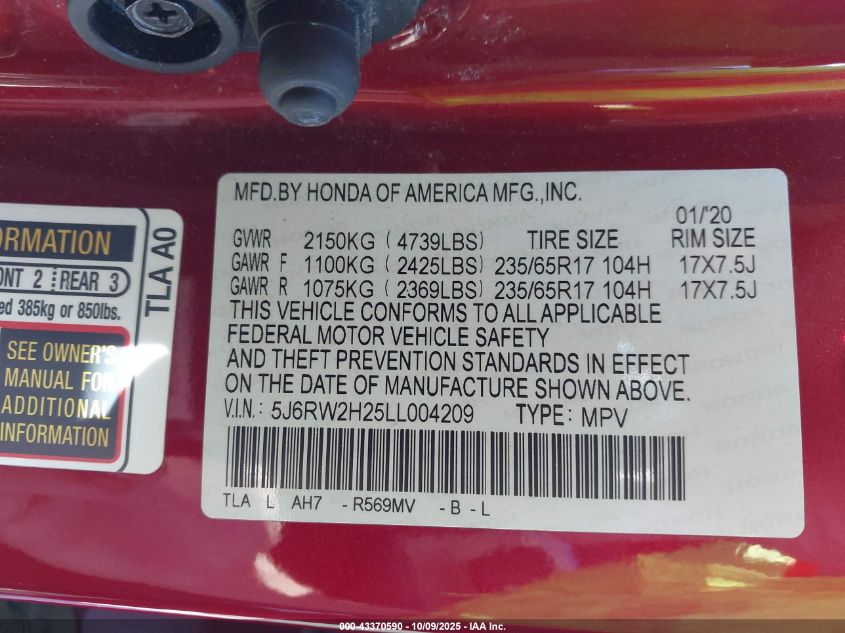 MFD.BY HONDA OF AMERICA MFG.,INC.
01/'20
GVWR 2150KG ( 4739LBS) TIRE SIZE RIM SIZE
GAWR F 1100KG ( 2425LBS) 235/65R17 104H 17X7.5J
GAWR R 1075KG ( 2369LBS) 235/65R17 104H 17X7.5J
THIS VEHICLE CONFORMS TO ALL APPLICABLE
FEDERAL MOTOR VEHICLE SAFETY
AND THEFT PREVENTION STANDARDS IN EFFECT
ON THE DATE OF MANUFACTURE SHOWN ABOVE.
V.I.N: 5J6RW2H25LL004209 TYPE: MPV
TLA L AH7 -R569MV -B -L
ORMATION
ONT 2 REAR 3
ed 385kg or 850lbs.
TLA A0
SEE OWNER'S
MANUAL FOR
ADDITIONAL
INFORMATION
000-43370590 - 10/09/2025 - IAA Inc.